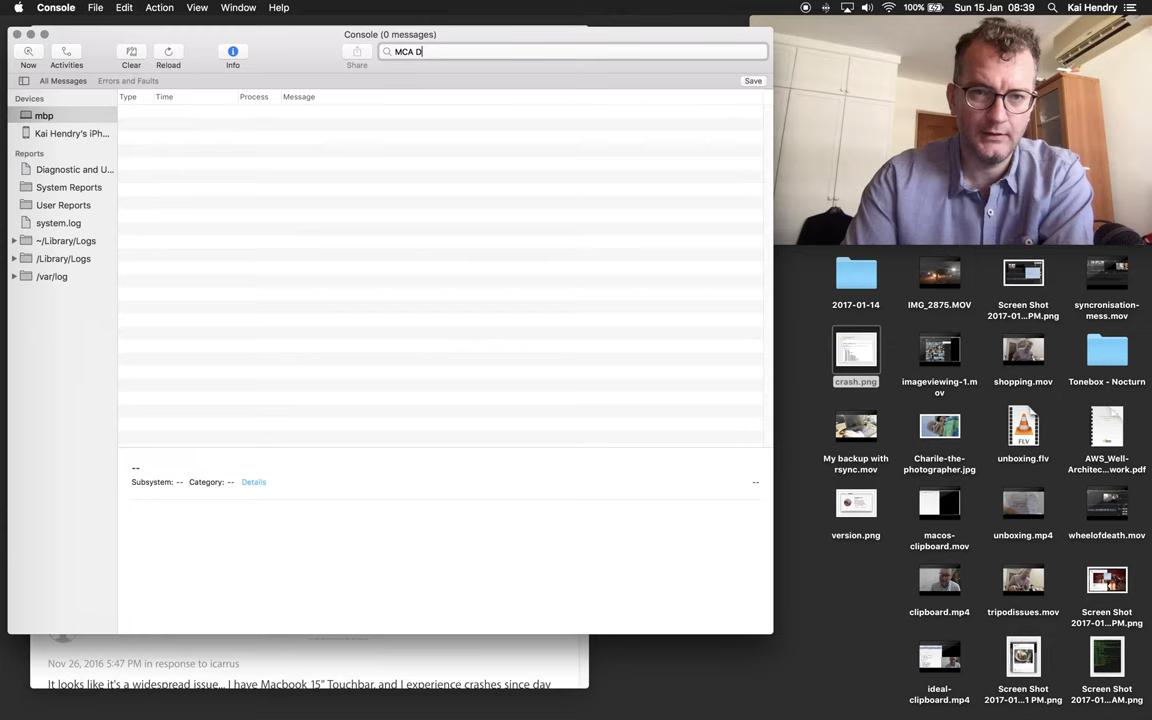 Console File Edit Action View Window Help 100% Sun 15 Jan 08:39 Kai Hendry
Console (0 messages)
MCA D
Now Activities Clear Reload Info Share
All Messages Errors and Faults Save
Devices
mbp
Kai Hendry's iPh...
Reports
Diagnostic and U...
System Reports
User Reports
system.log
~/Library/Logs
/Library/Logs
/var/log
Type Time Process Message
--
Subsystem: -- Category: -- Details --
Nov 26, 2016 5:47 PM in response to icarrus
It looks like it's a widespread issue... I have Macbook 15" Touchbar, and I experience crashes since day
2017-01-14
IMG_2875.MOV
Screen Shot
2017-01...PM.png
syncronisation-
mess.mov
crash.png
imageviewing-1.m
ov
shopping.mov
Tonebox - Nocturn
My backup with
rsync.mov
Charile-the-
photographer.jpg
FLV
unboxing.flv
AWS_Well-
Architec...work.pdf
version.png
macos-
clipboard.mov
unboxing.mp4
wheelofdeath.mov
clipboard.mp4
tripodissues.mov
Screen Shot
2017-01...PM.png
ideal-
clipboard.mp4
Screen Shot
2017-01...1 PM.png
Screen Shot
2017-01...AM.png